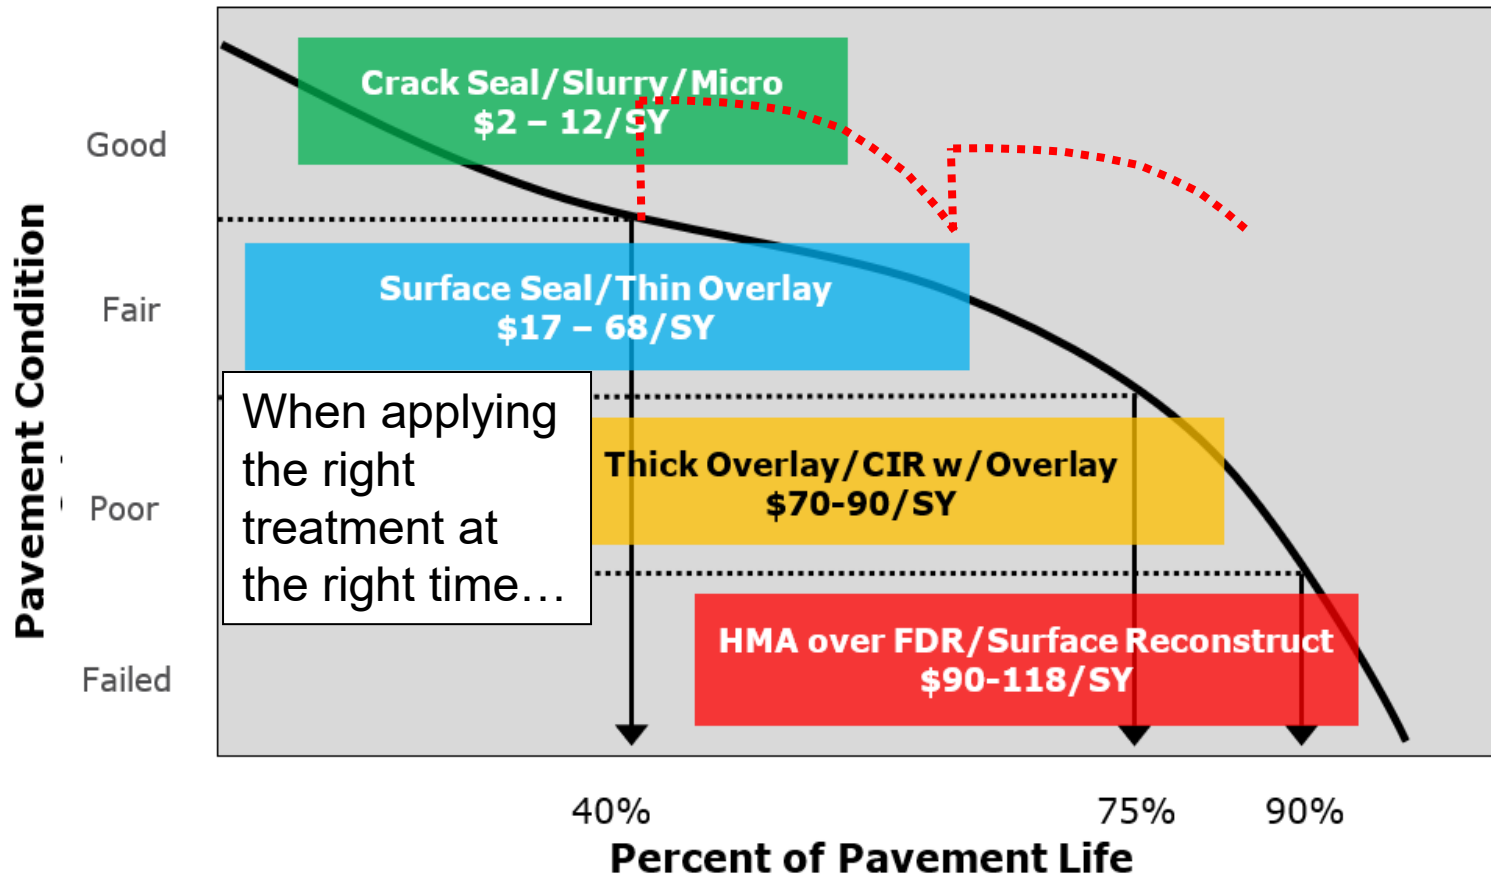 Pavement Condition
Good
Fair
Poor
Failed
Crack Seal/Slurry/Micro
$2 – 12/SY
Surface Seal/Thin Overlay
$17 – 68/SY
When applying
the right
treatment at
the right time…
Thick Overlay/CIR w/Overlay
$70-90/SY
HMA over FDR/Surface Reconstruct
$90-118/SY
40%
75%
90%
Percent of Pavement Life